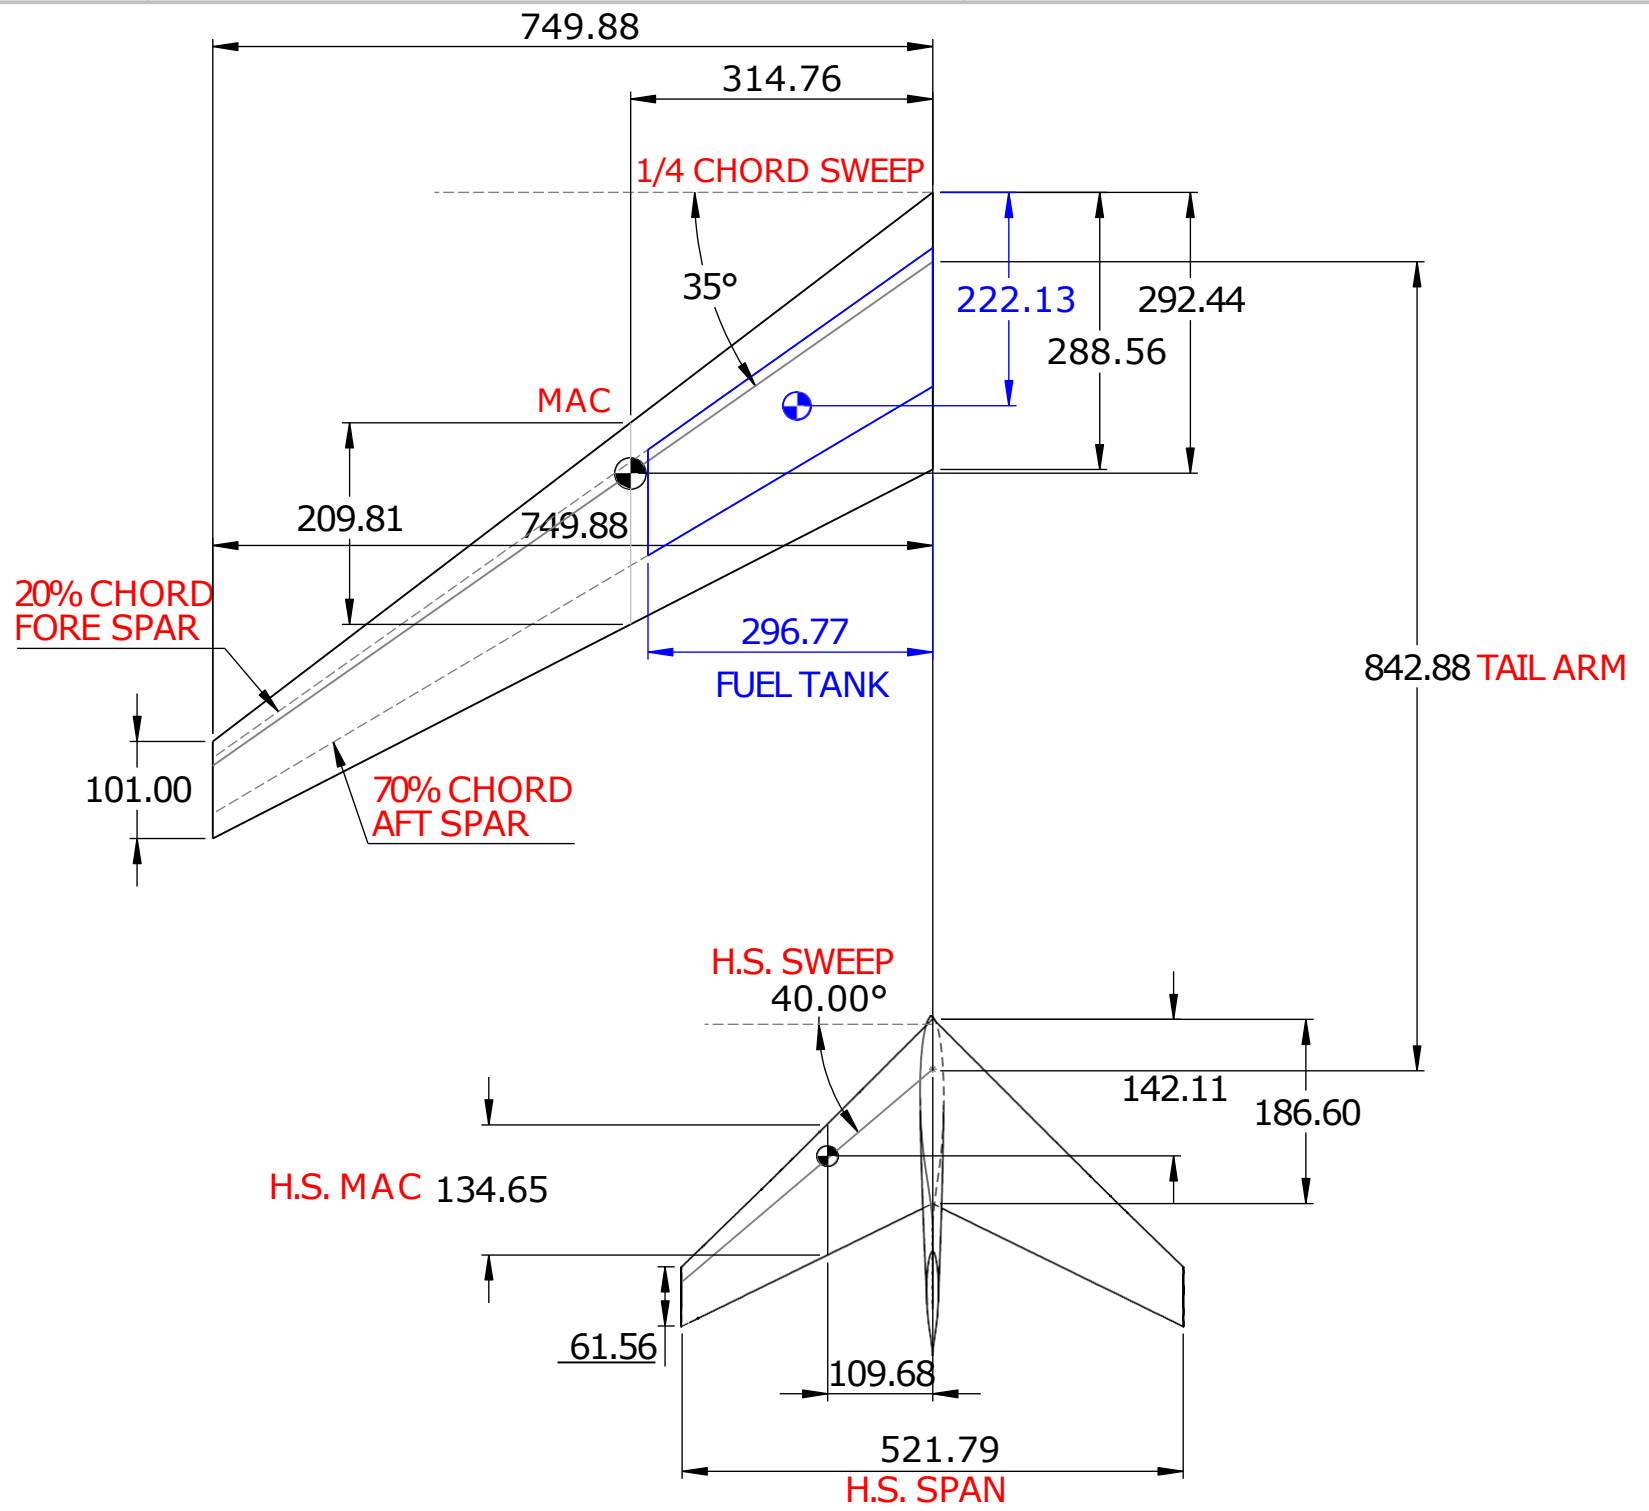 749.88
314.76
1/4 CHORD SWEEP
35°
222.13
292.44
288.56
MAC
209.81
749.88
20% CHORD
FORE SPAR
296.77
FUEL TANK
842.88 TAIL ARM
101.00
70% CHORD
AFT SPAR
H.S. SWEEP
40.00°
142.11
186.60
H.S. MAC 134.65
61.56
109.68
521.79
H.S. SPAN